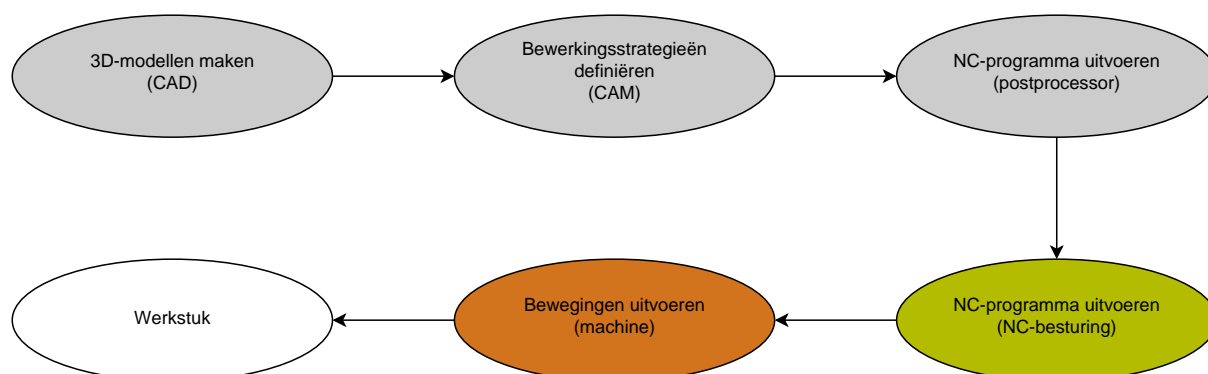 3D-modellen maken
(CAD)
Bewerkingsstrategieën
definiëren
(CAM)
NC-programma uitvoeren
(postprocessor)
NC-programma uitvoeren
(NC-besturing)
Bewegingen uitvoeren
(machine)
Werkstuk